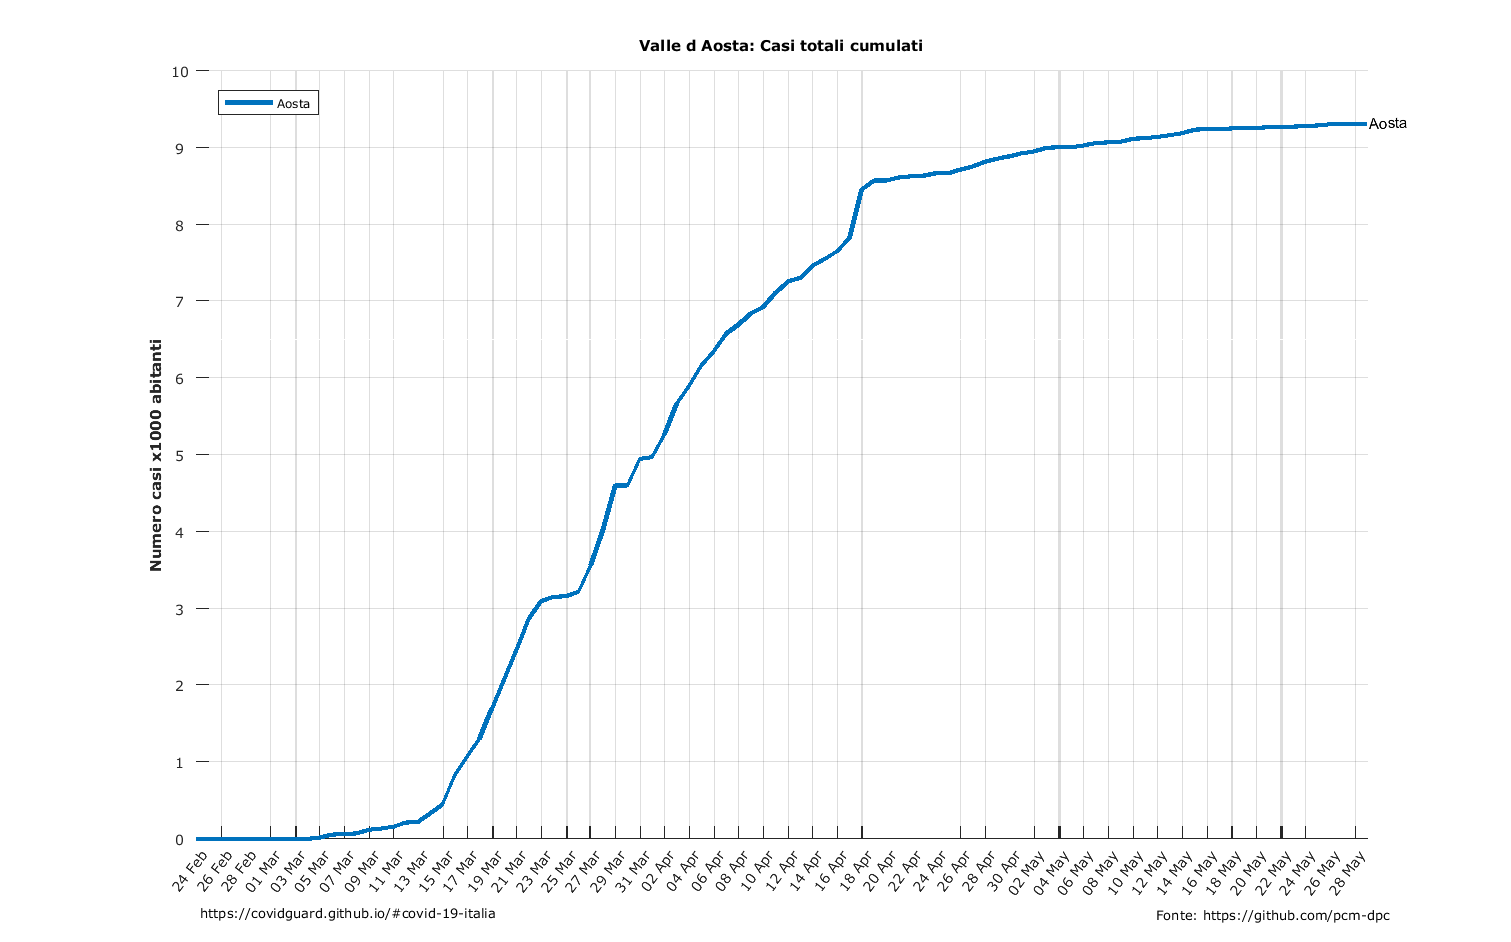 Valle d Aosta: Casi totali cumulati
Aosta
Aosta
Numero casi x1000 abitanti
10
9
8
7
6
5
4
3
2
1
0
24 Feb
26 Feb
28 Feb
01 Mar
03 Mar
05 Mar
07 Mar
09 Mar
11 Mar
13 Mar
15 Mar
17 Mar
19 Mar
21 Mar
23 Mar
25 Mar
27 Mar
29 Mar
31 Mar
02 Apr
04 Apr
06 Apr
08 Apr
10 Apr
12 Apr
14 Apr
16 Apr
18 Apr
20 Apr
22 Apr
24 Apr
26 Apr
28 Apr
30 Apr
02 May
04 May
06 May
08 May
10 May
12 May
14 May
16 May
18 May
20 May
22 May
24 May
26 May
28 May
https://covidguard.github.io/#covid-19-italia
Fonte: https://github.com/pcm-dpc